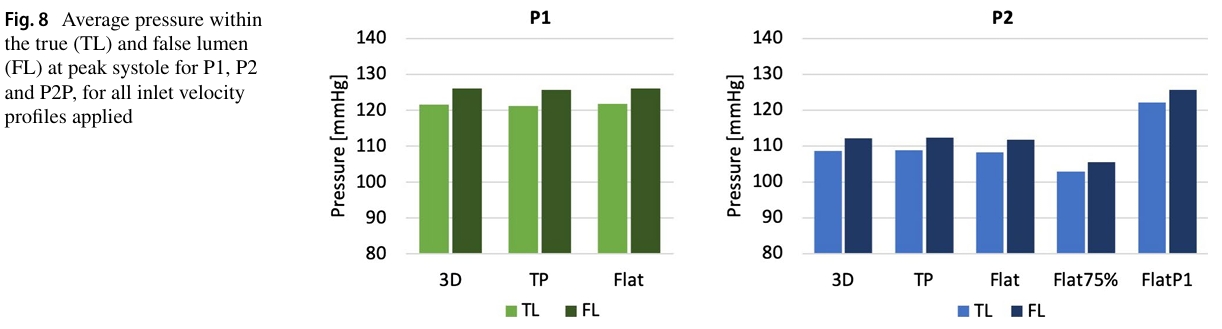 Fig. 8 Average pressure within
the true (TL) and false lumen
(FL) at peak systole for P1, P2
and P2P, for all inlet velocity
profiles applied
P1
Pressure [mmHg]
140
130
120
110
100
90
80
3D TP Flat
TL FL
P2
Pressure [mmHg]
140
130
120
110
100
90
80
3D TP Flat Flat75% FlatP1
TL FL